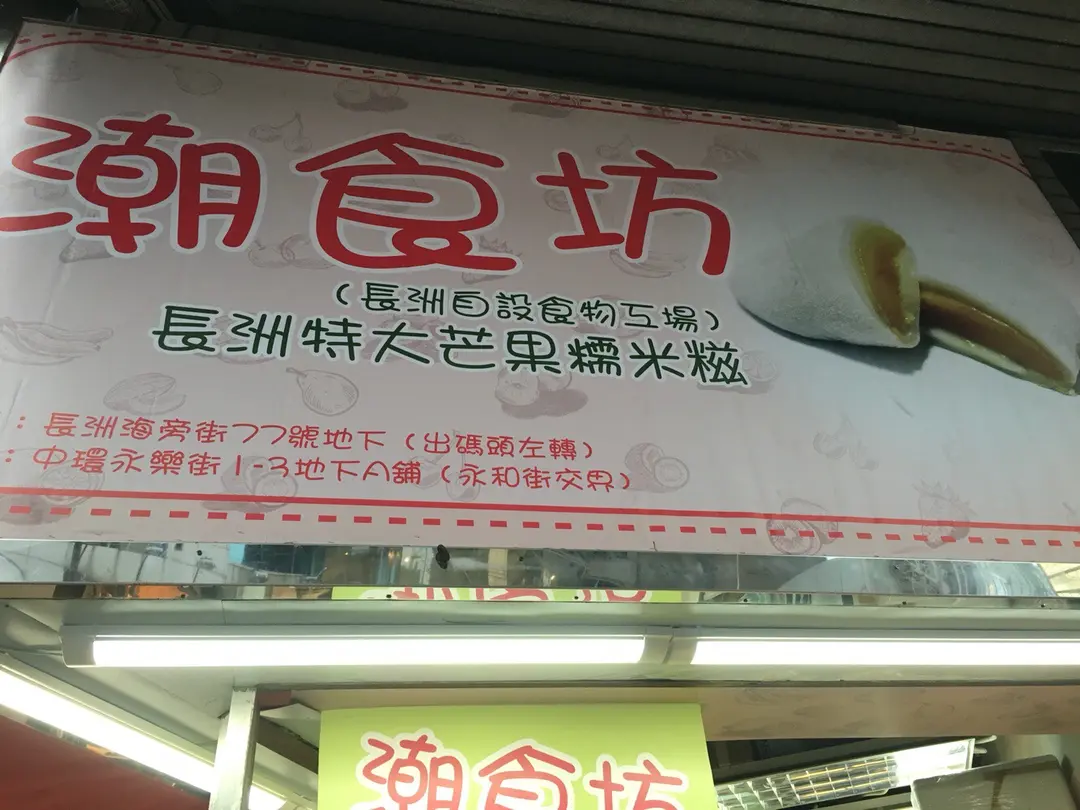 潮食坊
（長洲自設食物工場）
長洲特大芒果糯米糍
：長洲海旁街77號地下（出碼頭左轉）
：中環永樂街1-3地下A舖（永和街交界）
潮食坊